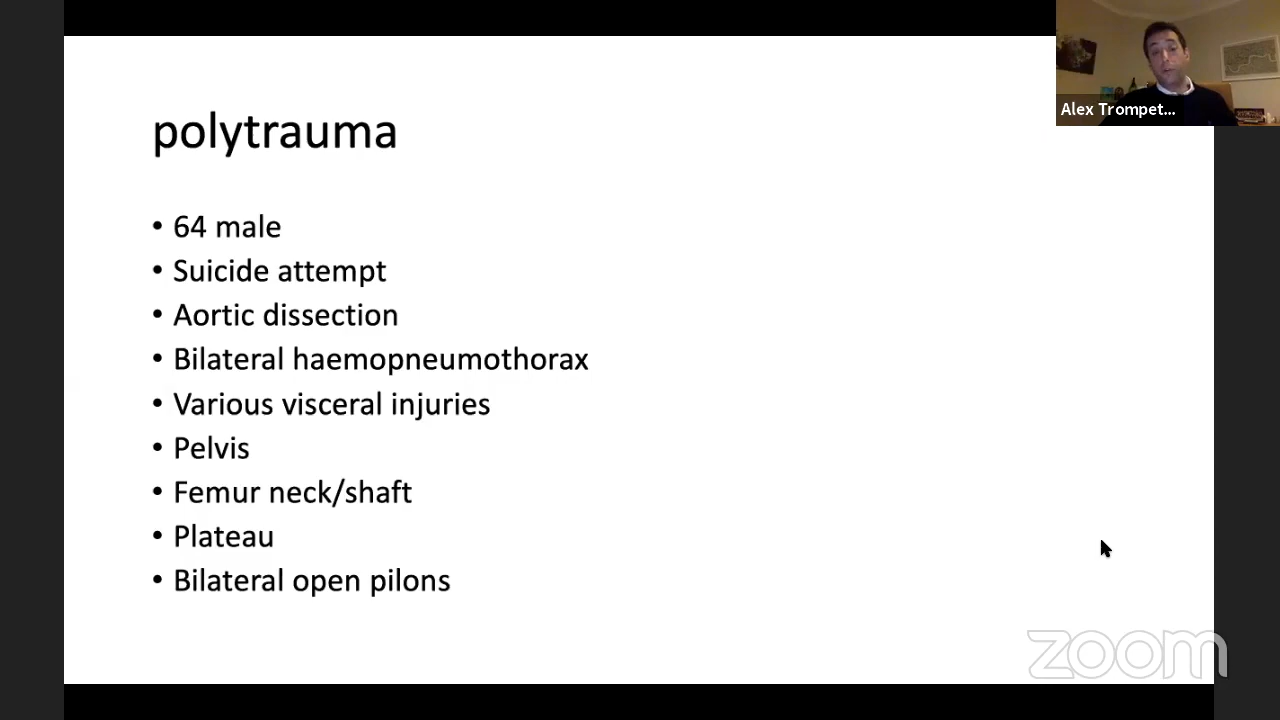 polytrauma
• 64 male
• Suicide attempt
• Aortic dissection
• Bilateral haemopneumothorax
• Various visceral injuries
• Pelvis
• Femur neck/shaft
• Plateau
• Bilateral open pilons
Alex Trompet...
zoom